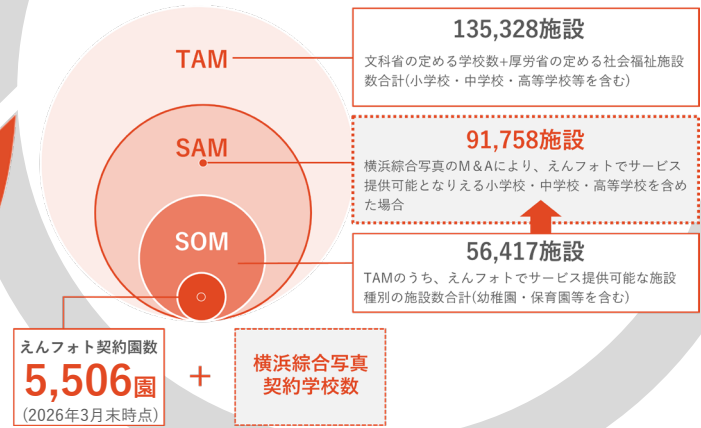 TAM
135,328施設
文科省の定める学校数+厚労省の定める社会福祉施設
数合計(小学校・中学校・高等学校等を含む)
SAM
91,758施設
横浜綜合写真のM&Aにより、えんフォトでサービス
提供可能となりえる小学校・中学校・高等学校を含め
た場合
SOM
56,417施設
TAMのうち、えんフォトでサービス提供可能な施設
種別の施設数合計(幼稚園・保育園等を含む)
えんフォト契約園数
5,506園
(2026年3月末時点)
+
横浜綜合写真
契約学校数